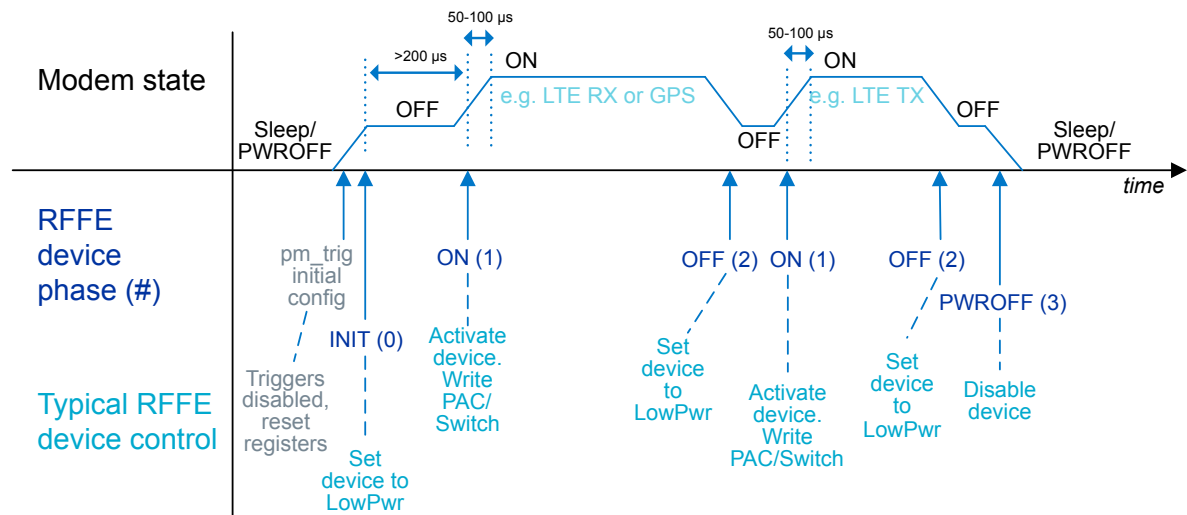 50-100 µs
50-100 µs
>200 µs
ON
ON
Modem state
e.g. LTE RX or GPS
e.g. LTE TX
OFF
OFF
OFF
Sleep/
PWROFF
Sleep/
PWROFF
time
RFFE
device
phase (#)
pm_trig
initial
config
INIT (0)
ON (1)
OFF (2)
ON (1)
OFF (2)
PWROFF (3)
Typical RFFE
device control
Triggers
disabled,
reset
registers
Set
device to
LowPwr
Activate
device.
Write
PAC/
Switch
Set
device
to
LowPwr
Activate
device.
Write
PAC/Switch
Set
device
to
LowPwr
Disable
device